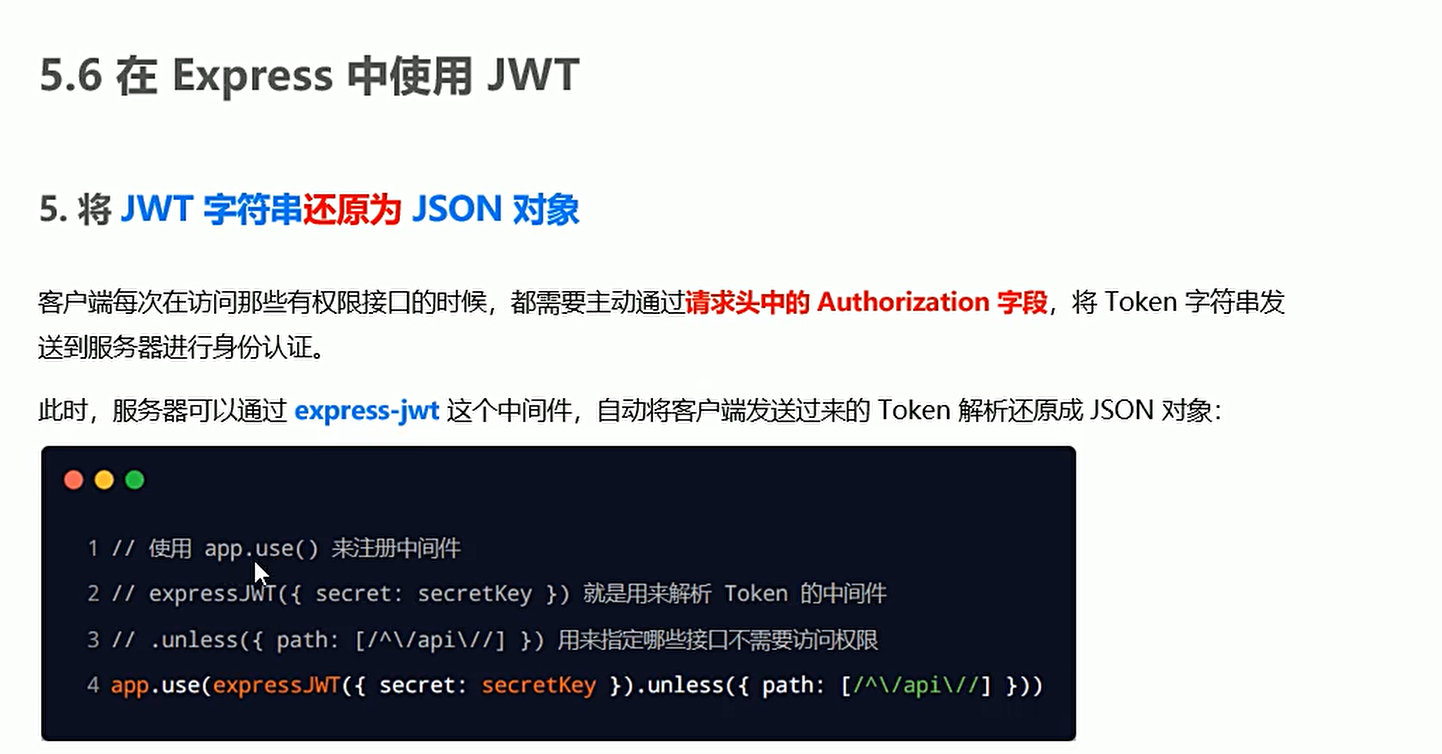 5.6 在 Express 中使用 JWT
5. 将 JWT 字符串还原为 JSON 对象
客户端每次在访问那些有权限接口的时候，都需要主动通过请求头中的 Authorization 字段，将 Token 字符串发
送到服务器进行身份认证。
此时，服务器可以通过 express-jwt 这个中间件，自动将客户端发送过来的 Token 解析还原成 JSON 对象：
1 // 使用 app.use() 来注册中间件
2 // expressJWT({ secret: secretKey }) 就是用来解析 Token 的中间件
3 // .unless({ path: [/^\/api\//] }) 用来指定哪些接口不需要访问权限
4 app.use(expressJWT({ secret: secretKey }).unless({ path: [/^\/api\//] }))